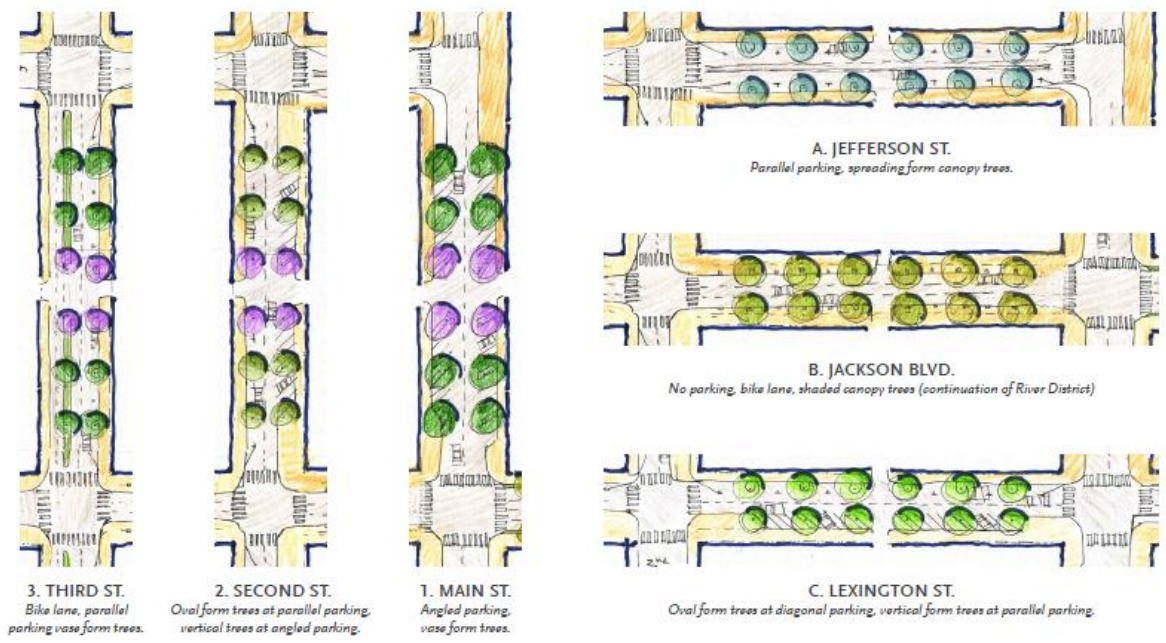 A. JEFFERSON ST.
Parallel parking, spreading form canopy trees.
B. JACKSON BLVD.
No parking, bike lane, shaded canopy trees (continuation of River District)
2ND
3. THIRD ST.
Bike lane, parallel
parking vase form trees.
2. SECOND ST.
Oval form trees at parallel parking,
vertical trees at angled parking.
1. MAIN ST.
Angled parking,
vase form trees.
C. LEXINGTON ST.
Oval form trees at diagonal parking, vertical form trees at parallel parking.